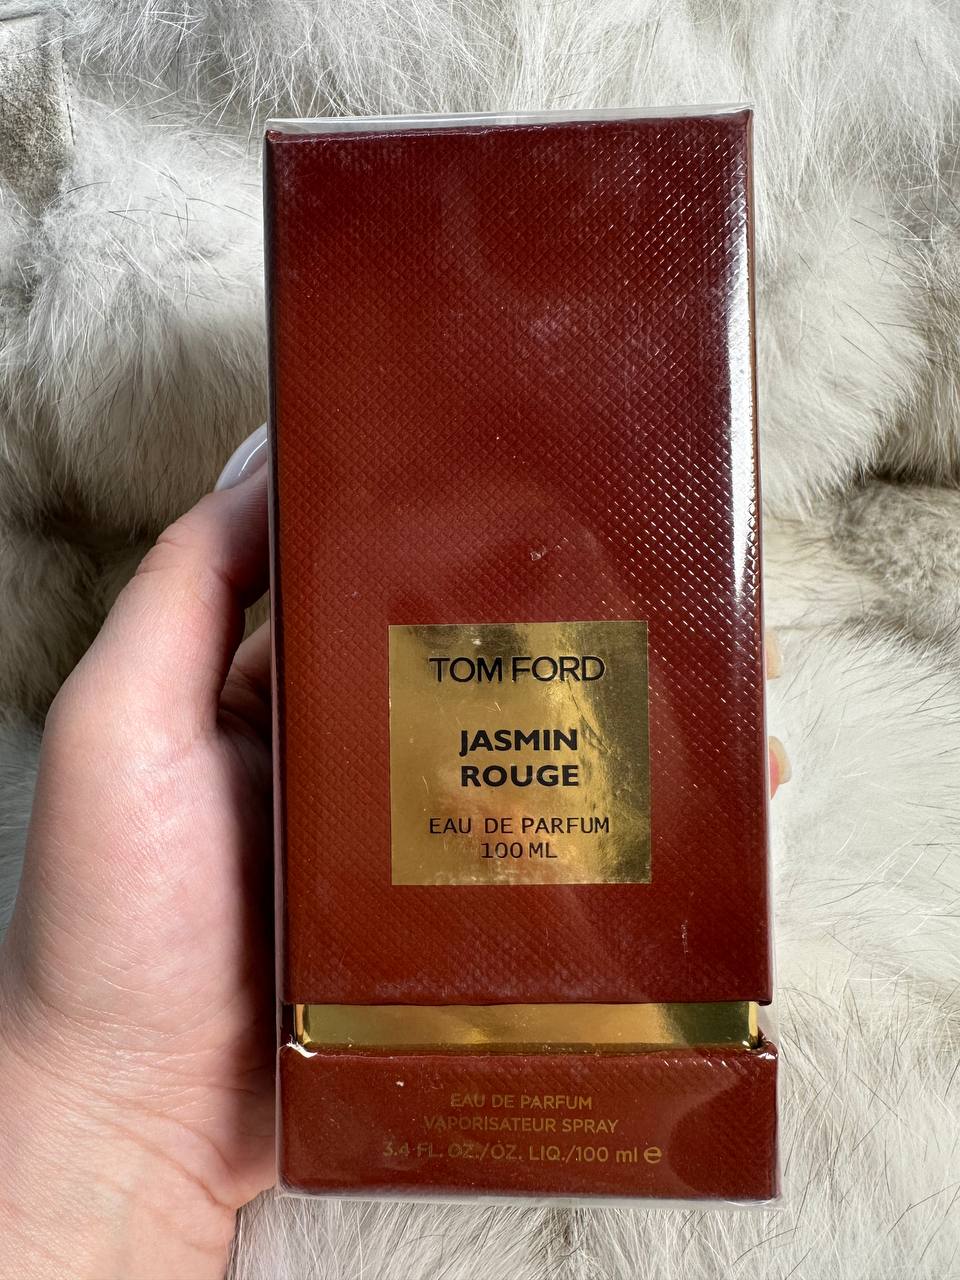 TOM FORD
JASMIN
ROUGE
EAU DE PARFUM
100 ML
EAU DE PARFUM
VAPORISATEUR SPRAY
3.4 FL. OZ./OZ. LIQ./100 ml ℮